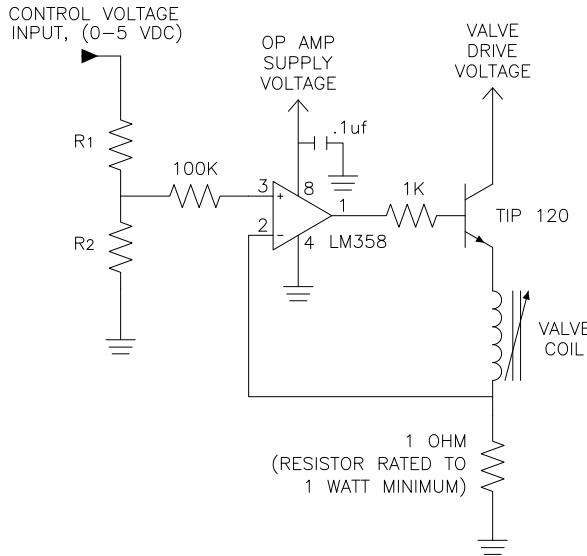 CONTROL VOLTAGE
INPUT, (0-5 VDC)
OP AMP
SUPPLY
VOLTAGE
VALVE
DRIVE
VOLTAGE
.1uf
R1
100K
3
+
8
1
1K
TIP 120
2
-
4
LM358
R2
VALVE
COIL
1 OHM
(RESISTOR RATED TO
1 WATT MINIMUM)